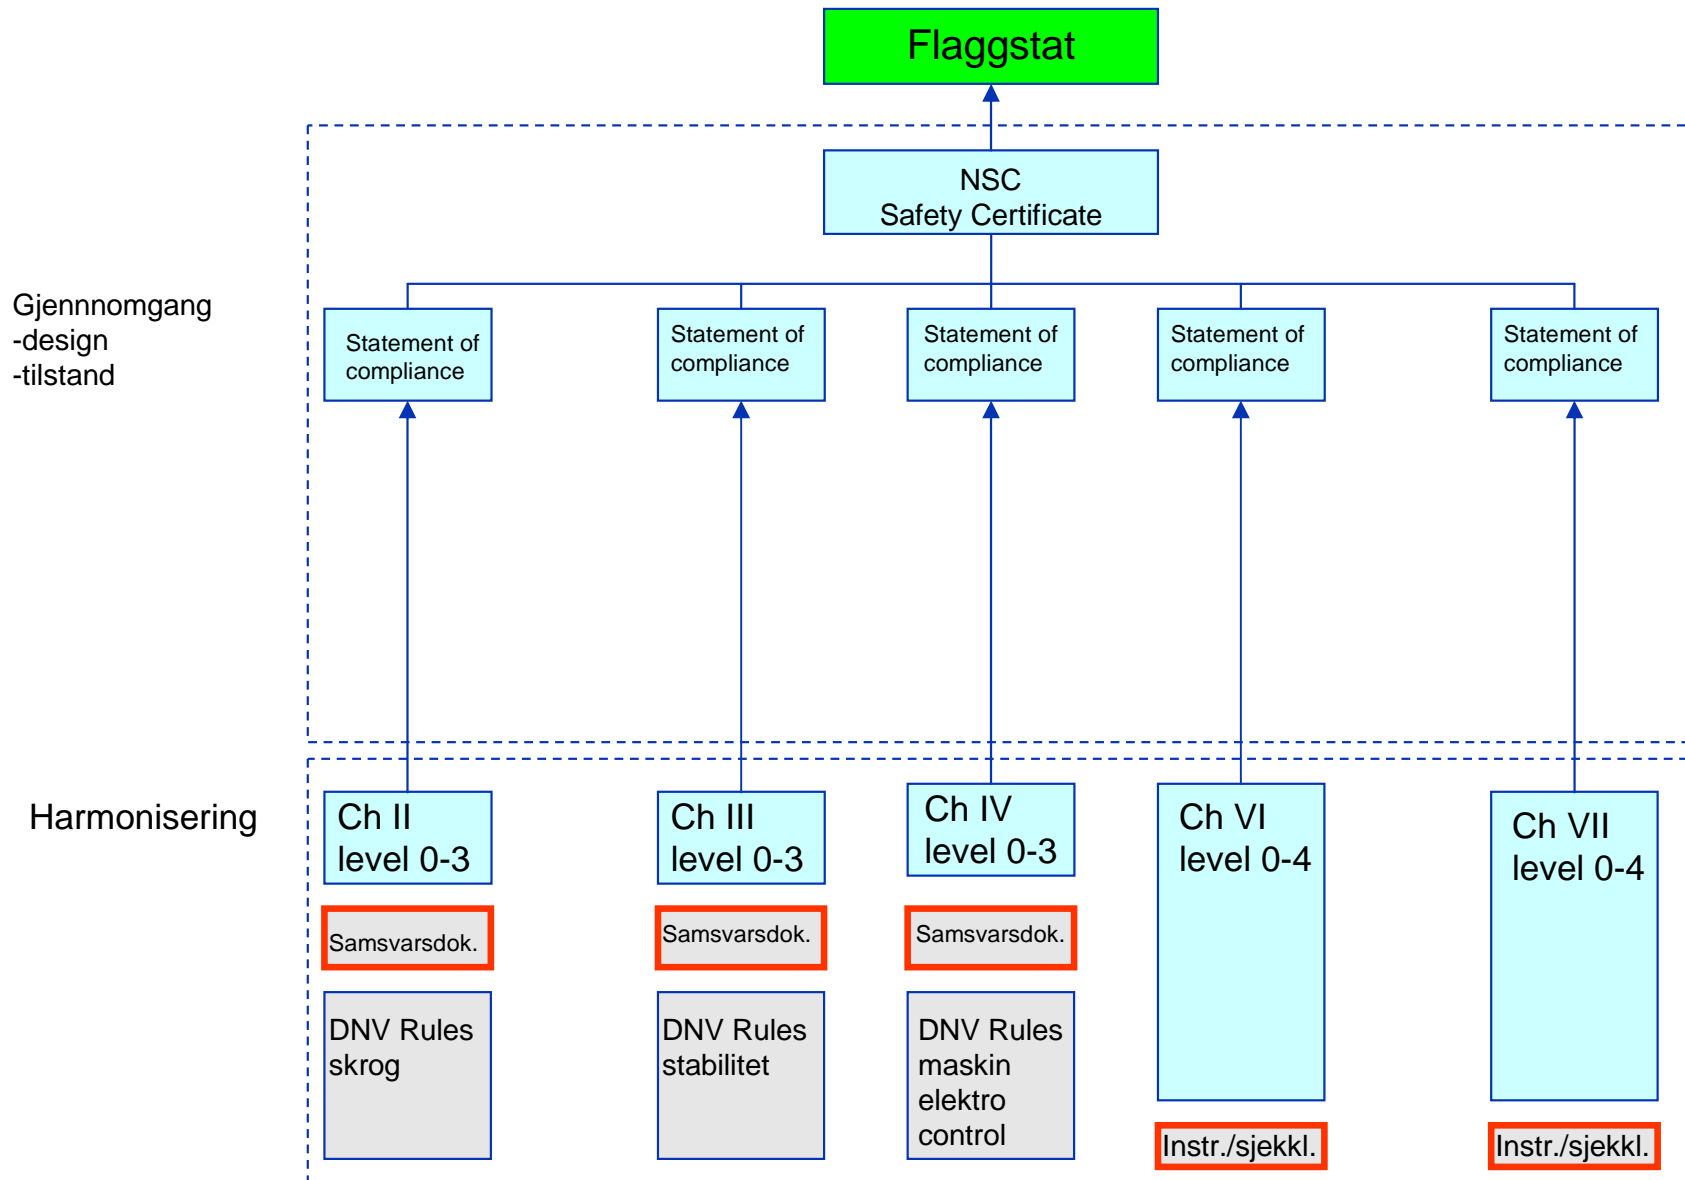 Flaggstat
NSC
Safety Certificate
Gjennnomgang
-design
-tilstand
Statement of
compliance
Statement of
compliance
Statement of
compliance
Statement of
compliance
Statement of
compliance
Harmonisering
Ch II
level 0-3
Ch III
level 0-3
Ch IV
level 0-3
Ch VI
level 0-4
Ch VII
level 0-4
Samsvarsdok.
Samsvarsdok.
Samsvarsdok.
DNV Rules
skrog
DNV Rules
stabilitet
DNV Rules
maskin
elektro
control
Instr./sjekkl.
Instr./sjekkl.